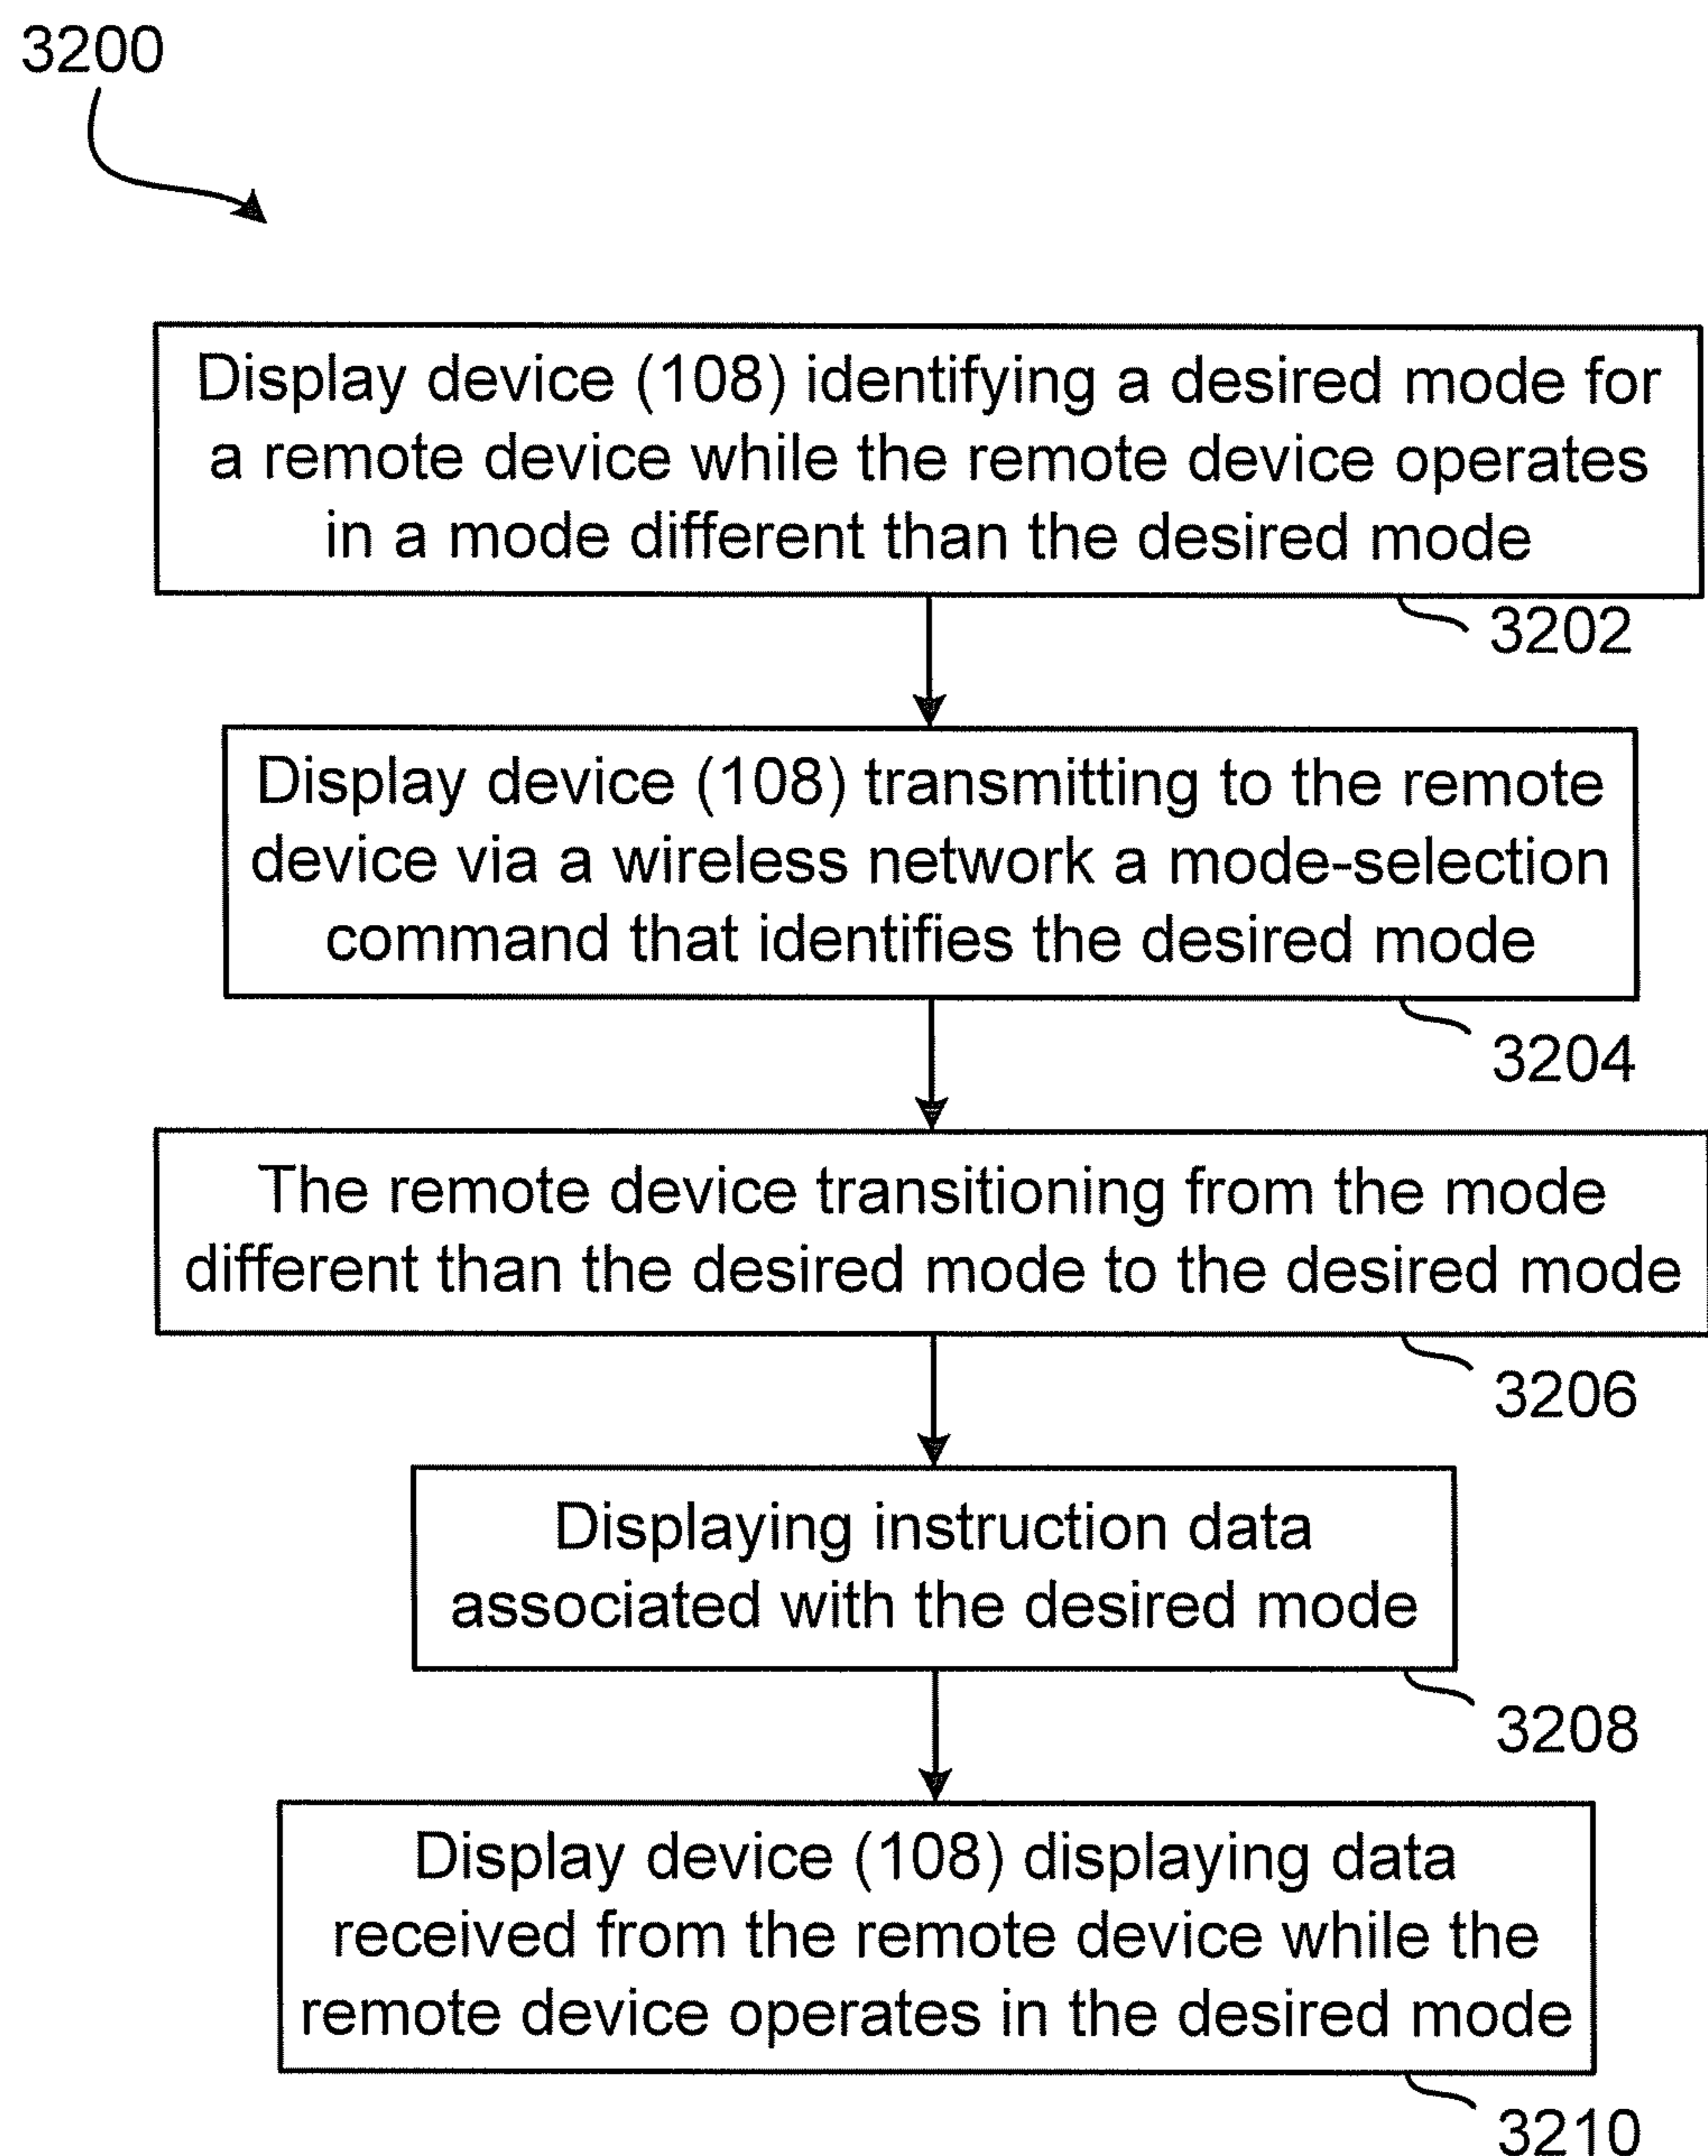 3200
Display device (108) identifying a desired mode for
a remote device while the remote device operates
in a mode different than the desired mode
3202
Display device (108) transmitting to the remote
device via a wireless network a mode-selection
command that identifies the desired mode
3204
The remote device transitioning from the mode
different than the desired mode to the desired mode
3206
Displaying instruction data
associated with the desired mode
3208
Display device (108) displaying data
received from the remote device while the
remote device operates in the desired mode
3210